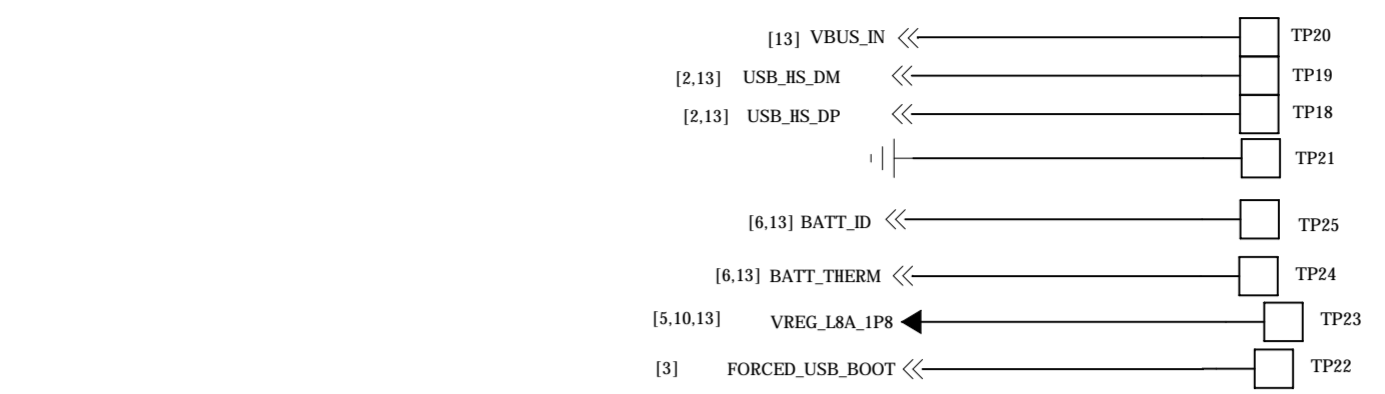 [13] VBUS_IN TP20
[2,13] USB_HS_DM TP19
[2,13] USB_HS_DP TP18
TP21
[6,13] BATT_ID TP25
[6,13] BATT_THERM TP24
[5,10,13] VREG_L8A_1P8 TP23
[3] FORCED_USB_BOOT TP22